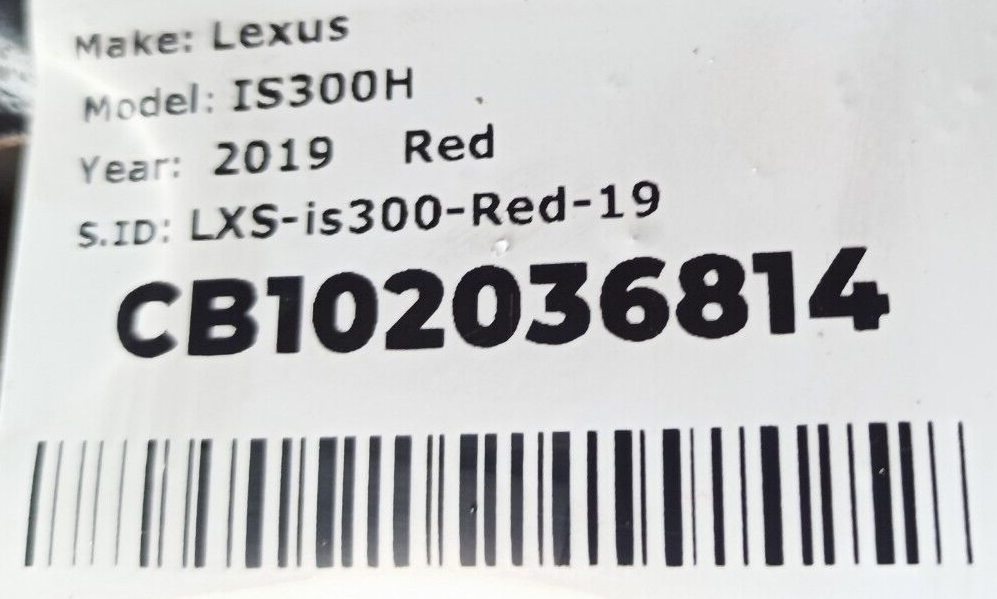 Make: Lexus
Model: IS300H
Year: 2019 Red
S.ID: LXS-is300-Red-19
CB102036814